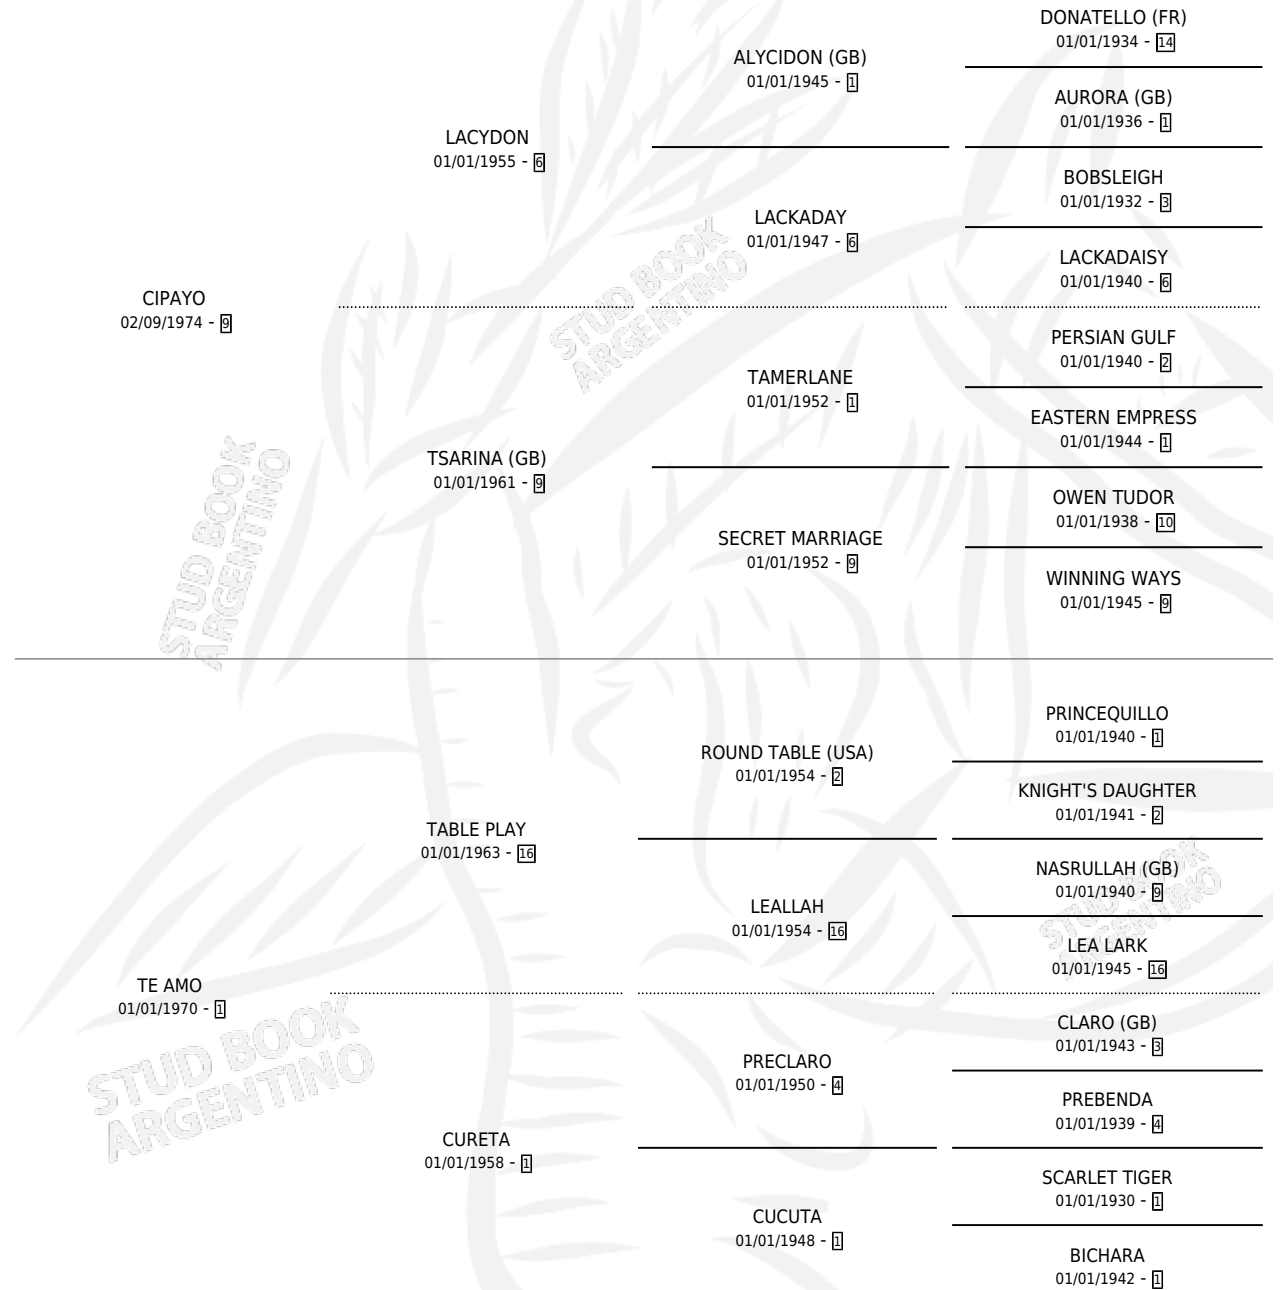 CIPAYO
02/09/1974 - 9
LACYDON
01/01/1955 - 6
TSARINA (GB)
01/01/1961 - 9
ALYCIDON (GB)
01/01/1945 - 1
LACKADAY
01/01/1947 - 6
TAMERLANE
01/01/1952 - 1
SECRET MARRIAGE
01/01/1952 - 9
DONATELLO (FR)
01/01/1934 - 14
AURORA (GB)
01/01/1936 - 1
BOBSLEIGH
01/01/1932 - 3
LACKADAISY
01/01/1940 - 6
PERSIAN GULF
01/01/1940 - 2
EASTERN EMPRESS
01/01/1944 - 1
OWEN TUDOR
01/01/1938 - 10
WINNING WAYS
01/01/1945 - 9
TE AMO
01/01/1970 - 1
TABLE PLAY
01/01/1963 - 16
CURETA
01/01/1958 - 1
ROUND TABLE (USA)
01/01/1954 - 2
LEALLAH
01/01/1954 - 16
PRECLARO
01/01/1950 - 4
CUCUTA
01/01/1948 - 1
PRINCEQUILLO
01/01/1940 - 1
KNIGHT'S DAUGHTER
01/01/1941 - 2
NASRULLAH (GB)
01/01/1940 - 9
LEA LARK
01/01/1945 - 16
CLARO (GB)
01/01/1943 - 3
PREBENDA
01/01/1939 - 4
SCARLET TIGER
01/01/1930 - 1
BICHARA
01/01/1942 - 1
STUD BOOK
ARGENTINO
STUD BOOK
ARGENTINO
STUD BOOK
ARGENTINO
STUD BOOK
ARGENTINO